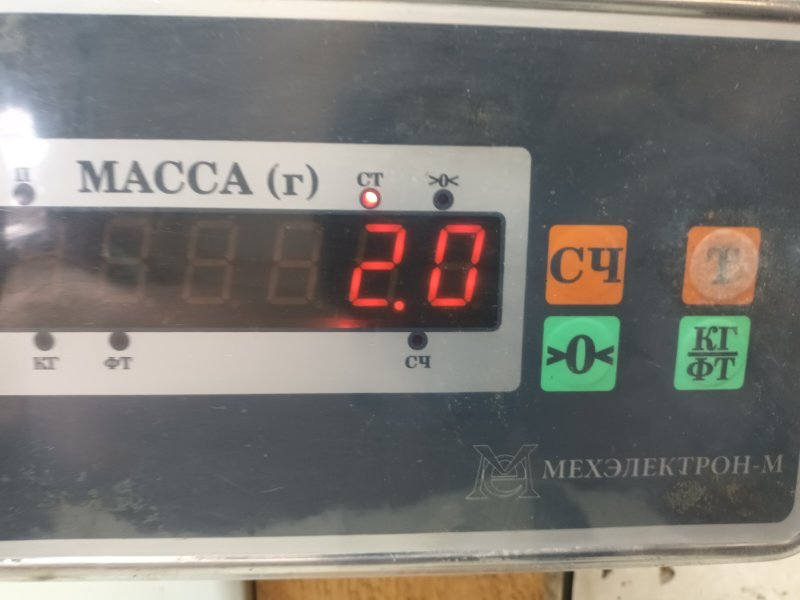 П МАССА (г) СТ >0<
2.0
СЧ Т
КГ ФТ СЧ
>0< КГ/ФТ
МЕХЭЛЕКТРОН-М